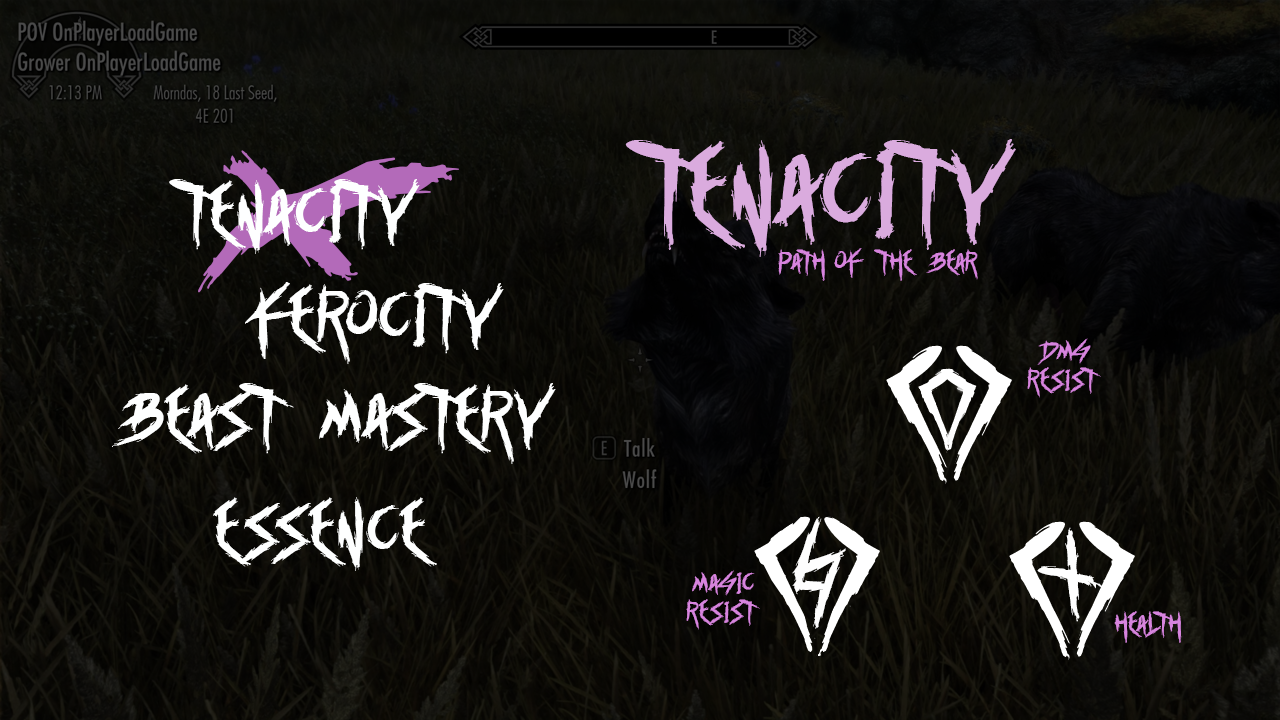 POV OnPlayerLoadGame
Grower OnPlayerLoadGame
12:13 PM
Morndas, 18 Last Seed,
4E 201
E
TENACITY
FEROCITY
BEAST MASTERY
ESSENCE
TENACITY
PATH OF THE BEAR
DMG
RESIST
E Talk
Wolf
MAGIC
RESIST
HEALTH